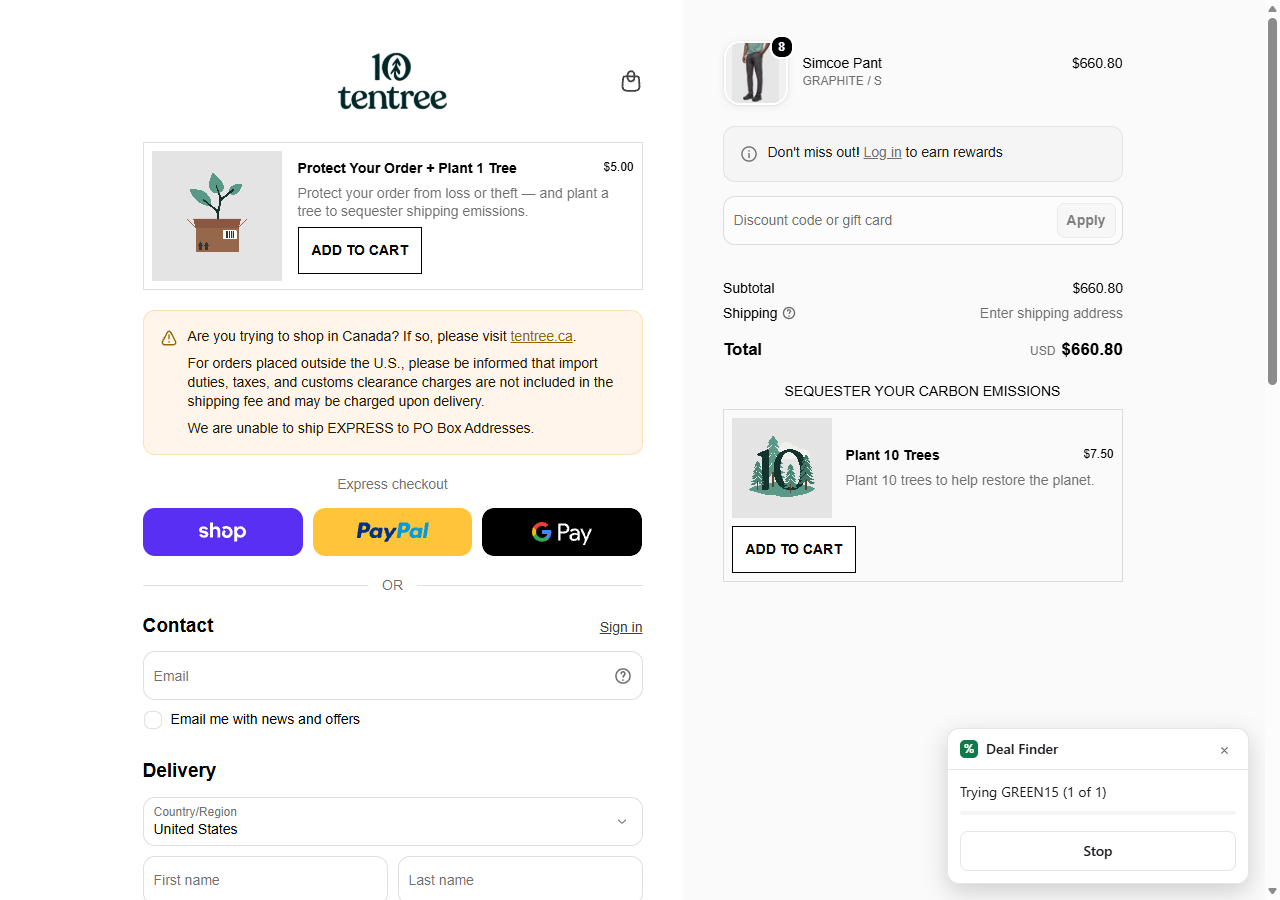 10
tentree
Protect Your Order + Plant 1 Tree
$5.00
Protect your order from loss or theft — and plant a
tree to sequester shipping emissions.
ADD TO CART
Are you trying to shop in Canada? If so, please visit tentree.ca.
For orders placed outside the U.S., please be informed that import
duties, taxes, and customs clearance charges are not included in the
shipping fee and may be charged upon delivery.
We are unable to ship EXPRESS to PO Box Addresses.
Express checkout
shop
PayPal
G Pay
OR
Contact
Sign in
Email
Email me with news and offers
Delivery
Country/Region
United States
First name
Last name
8
Simcoe Pant
$660.80
GRAPHITE / S
Don't miss out! Log in to earn rewards
Discount code or gift card
Apply
Subtotal
$660.80
Shipping
Enter shipping address
Total
USD $660.80
SEQUESTER YOUR CARBON EMISSIONS
10
Plant 10 Trees
$7.50
Plant 10 trees to help restore the planet.
ADD TO CART
% Deal Finder
×
Trying GREEN15 (1 of 1)
Stop